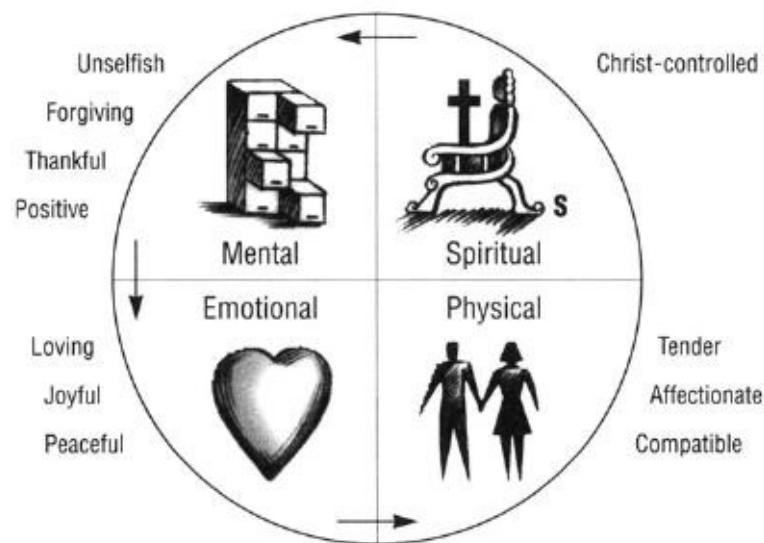 Unselfish
Forgiving
Thankful
Positive
Mental
Christ-controlled
S
Spiritual
Emotional
Loving
Joyful
Peaceful
Physical
Tender
Affectionate
Compatible